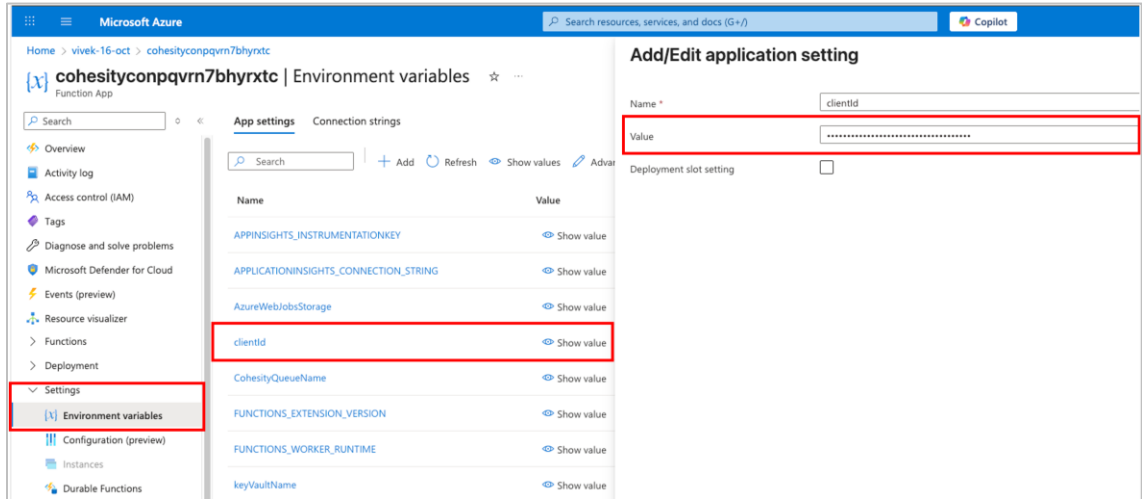 Microsoft Azure
Search resources, services, and docs (G+/)
Copilot
Home > vivek-16-oct > cohesityconpqvrn7bhyrxtc
{x} cohesityconpqvrn7bhyrxtc | Environment variables
Function App
Search
Overview
Activity log
Access control (IAM)
Tags
Diagnose and solve problems
Microsoft Defender for Cloud
Events (preview)
Resource visualizer
Functions
Deployment
Settings
Environment variables
Configuration (preview)
Instances
Durable Functions
App settings Connection strings
Search
Add Refresh Show values Advan
Name Value
APPINSIGHTS_INSTRUMENTATIONKEY Show value
APPLICATIONINSIGHTS_CONNECTION_STRING Show value
AzureWebJobsStorage Show value
clientId Show value
CohesityQueueName Show value
FUNCTIONS_EXTENSION_VERSION Show value
FUNCTIONS_WORKER_RUNTIME Show value
keyVaultName Show value
Add/Edit application setting
Name * clientId
Value ••••••••••••••••••••••••••••••••••••
Deployment slot setting